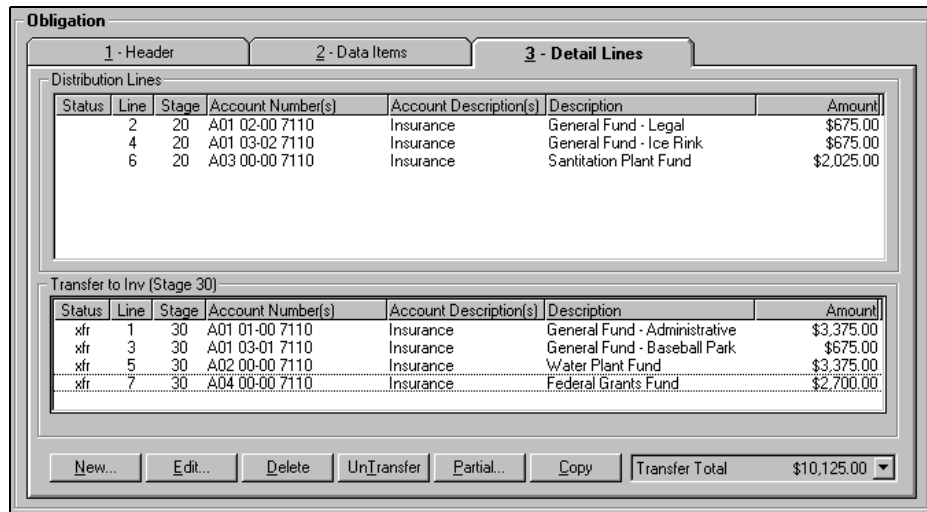 Obligation
1 - Header 2 - Data Items 3 - Detail Lines
Distribution Lines
Status Line Stage Account Number(s) Account Description(s) Description Amount
2 20 A01 02-00 7110 Insurance General Fund - Legal $675.00
4 20 A01 03-02 7110 Insurance General Fund - Ice Rink $675.00
6 20 A03 00-00 7110 Insurance Santitation Plant Fund $2,025.00
Transfer to Inv (Stage 30)
Status Line Stage Account Number(s) Account Description(s) Description Amount
xfr 1 30 A01 01-00 7110 Insurance General Fund - Administrative $3,375.00
xfr 3 30 A01 03-01 7110 Insurance General Fund - Baseball Park $675.00
xfr 5 30 A02 00-00 7110 Insurance Water Plant Fund $3,375.00
xfr 7 30 A04 00-00 7110 Insurance Federal Grants Fund $2,700.00
New... Edit... Delete UnTransfer Partial... Copy Transfer Total $10,125.00